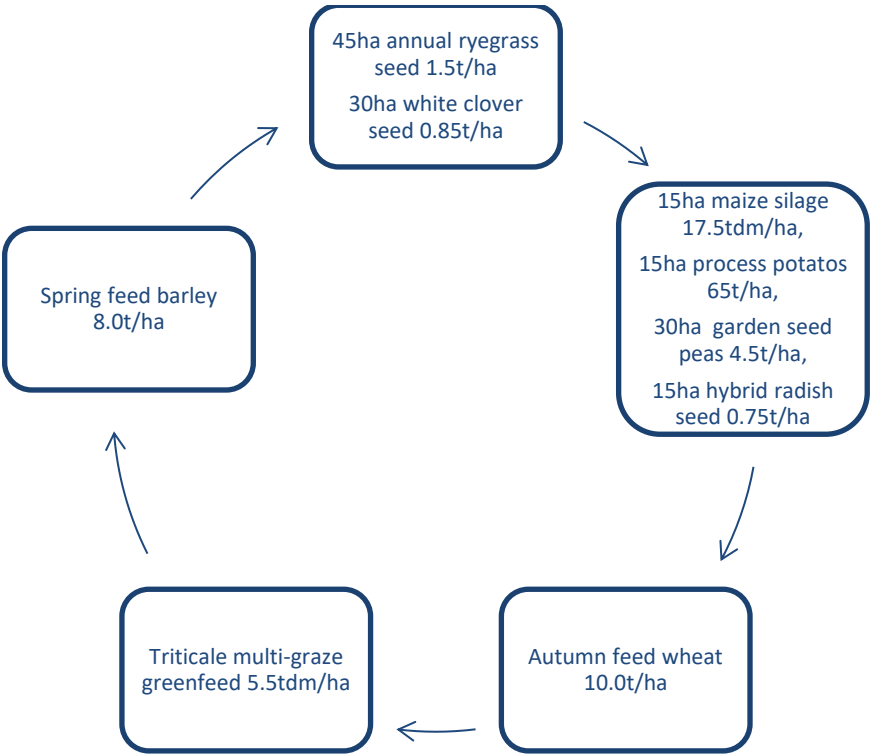 45ha annual ryegrass
seed 1.5t/ha
30ha white clover
seed 0.85t/ha
15ha maize silage
17.5tdm/ha,
15ha process potatos
65t/ha,
30ha garden seed
peas 4.5t/ha,
15ha hybrid radish
seed 0.75t/ha
Autumn feed wheat
10.0t/ha
Triticale multi-graze
greenfeed 5.5tdm/ha
Spring feed barley
8.0t/ha